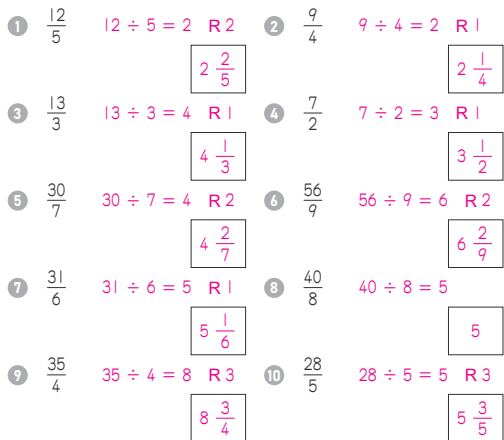 1 12/5 12 ÷ 5 = 2 R 2
2 2/5
2 9/4 9 ÷ 4 = 2 R 1
2 1/4
3 13/3 13 ÷ 3 = 4 R 1
4 1/3
4 7/2 7 ÷ 2 = 3 R 1
3 1/2
5 30/7 30 ÷ 7 = 4 R 2
4 2/7
6 56/9 56 ÷ 9 = 6 R 2
6 2/9
7 31/6 31 ÷ 6 = 5 R 1
5 1/6
8 40/8 40 ÷ 8 = 5
5
9 35/4 35 ÷ 4 = 8 R 3
8 3/4
10 28/5 28 ÷ 5 = 5 R 3
5 3/5